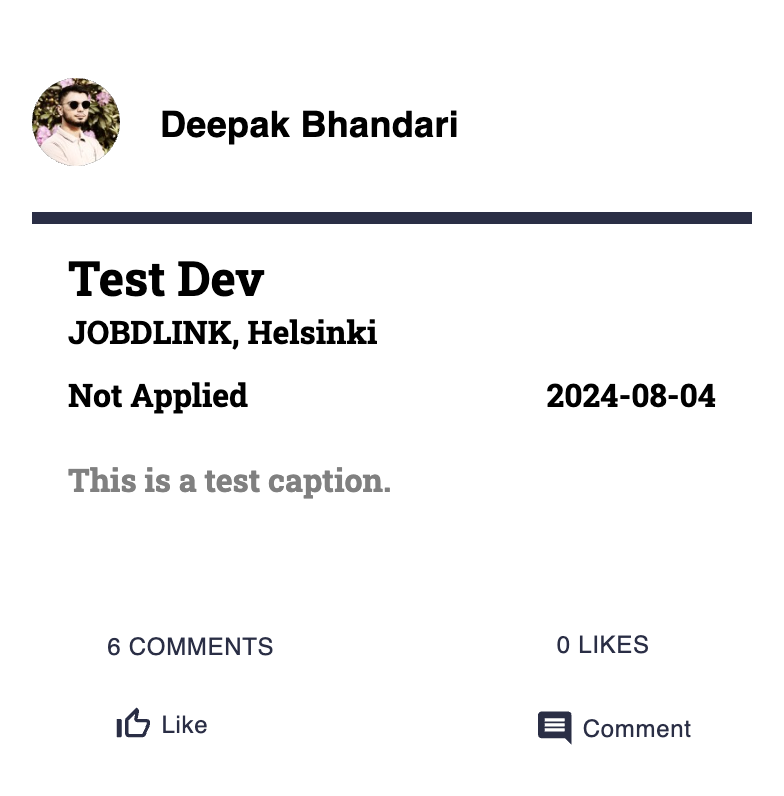 Deepak Bhandari
Test Dev
JOBDLINK, Helsinki
Not Applied 2024-08-04
This is a test caption.
6 COMMENTS 0 LIKES
Like Comment